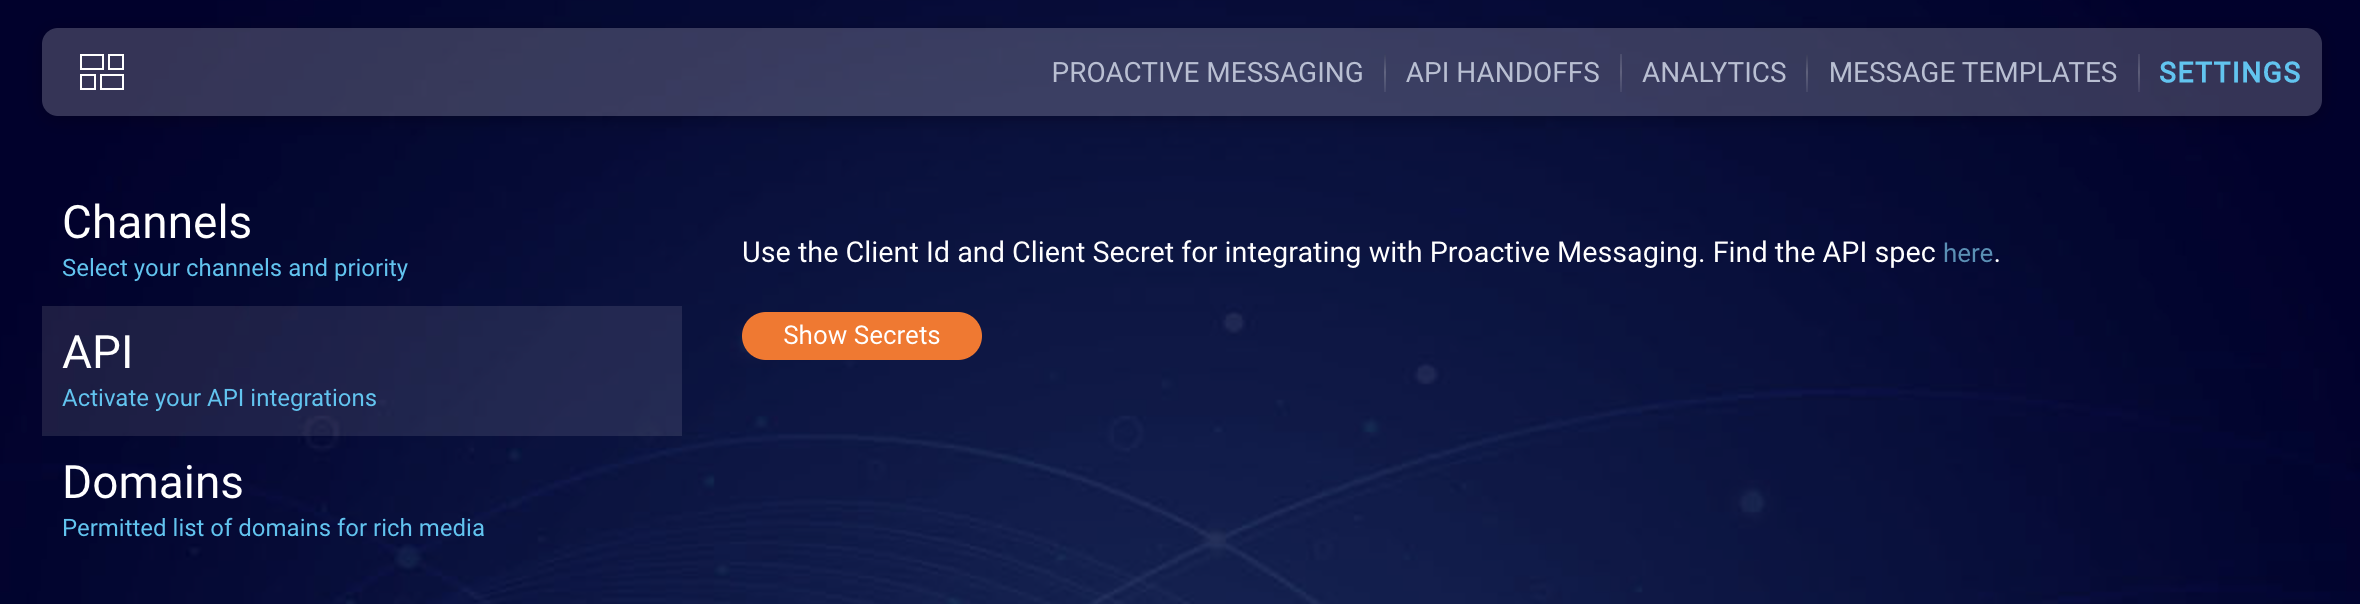 PROACTIVE MESSAGING API HANDOFFS ANALYTICS MESSAGE TEMPLATES SETTINGS
Channels
Select your channels and priority
API
Activate your API integrations
Domains
Permitted list of domains for rich media
Use the Client Id and Client Secret for integrating with Proactive Messaging. Find the API spec here.
Show Secrets